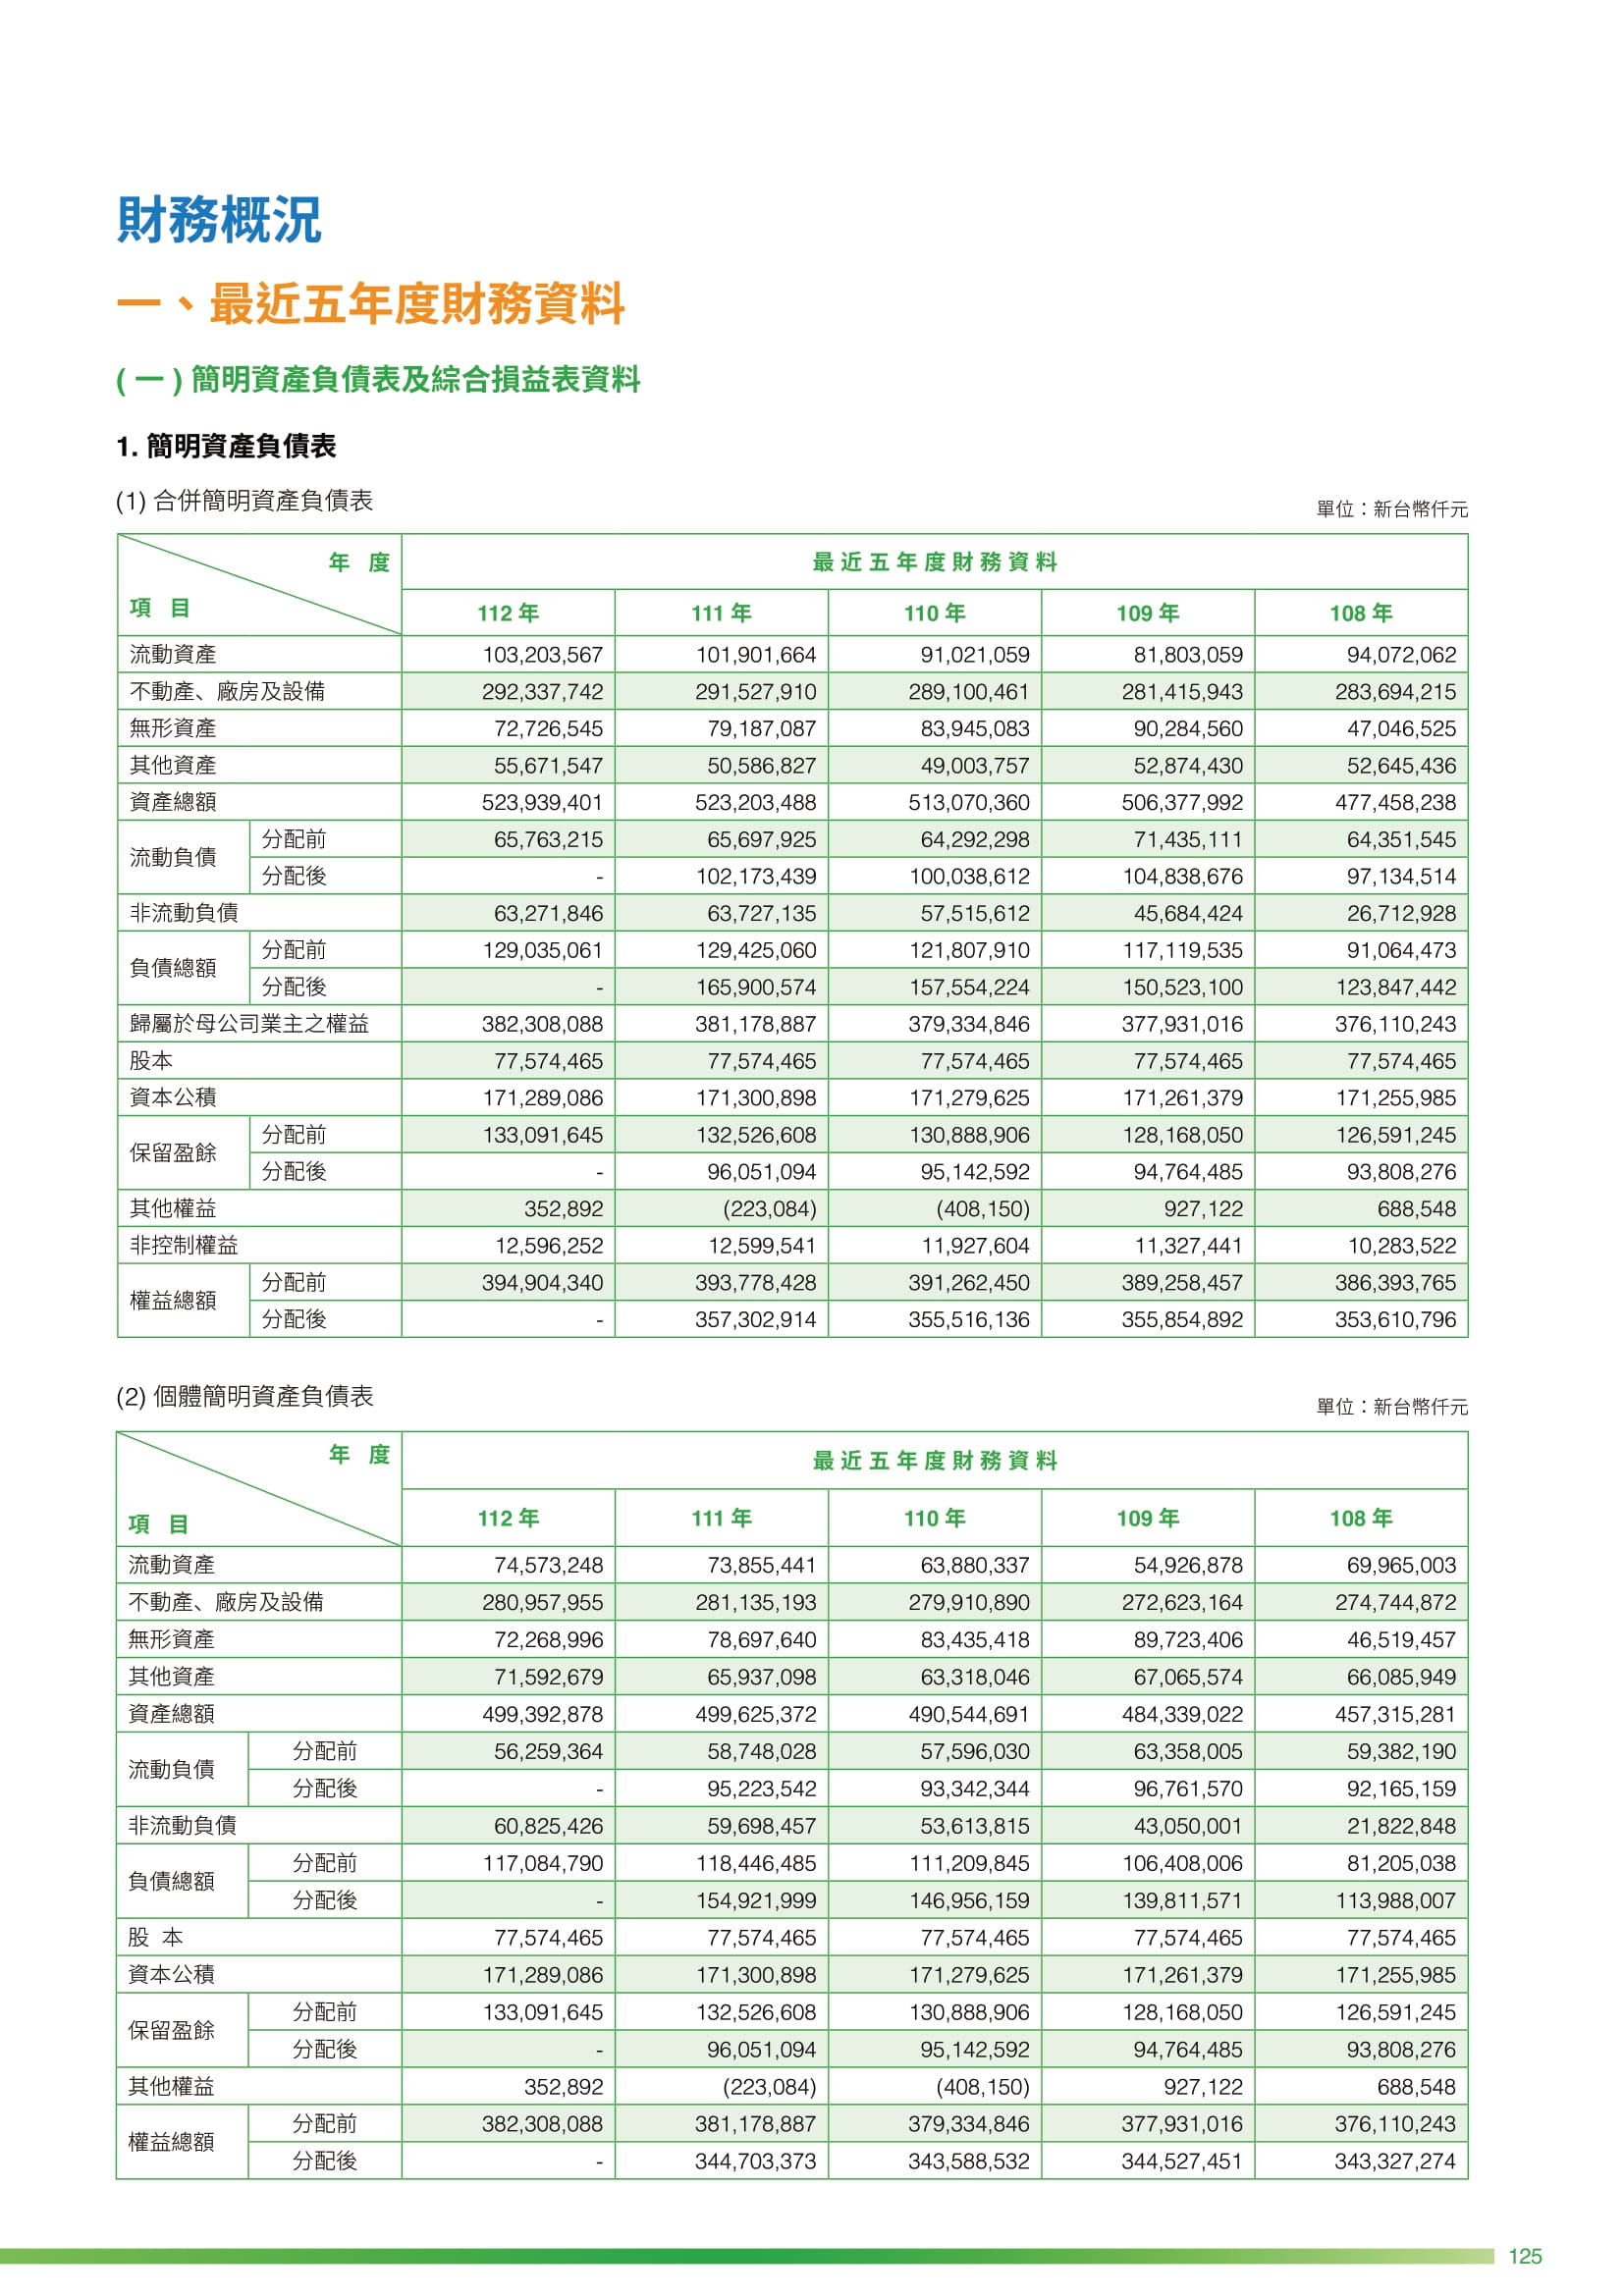 財務概況
一、最近五年度財務資料
( 一 ) 簡明資產負債表及綜合損益表資料
1. 簡明資產負債表
(1) 合併簡明資產負債表
單位：新台幣仟元
年 度 最近五年度財務資料
項 目 112 年 111 年 110 年 109 年 108 年
流動資產 103,203,567 101,901,664 91,021,059 81,803,059 94,072,062
不動產、廠房及設備 292,337,742 291,527,910 289,100,461 281,415,943 283,694,215
無形資產 72,726,545 79,187,087 83,945,083 90,284,560 47,046,525
其他資產 55,671,547 50,586,827 49,003,757 52,874,430 52,645,436
資產總額 523,939,401 523,203,488 513,070,360 506,377,992 477,458,238
流動負債 分配前 65,763,215 65,697,925 64,292,298 71,435,111 64,351,545
分配後 - 102,173,439 100,038,612 104,838,676 97,134,514
非流動負債 63,271,846 63,727,135 57,515,612 45,684,424 26,712,928
負債總額 分配前 129,035,061 129,425,060 121,807,910 117,119,535 91,064,473
分配後 - 165,900,574 157,554,224 150,523,100 123,847,442
歸屬於母公司業主之權益 382,308,088 381,178,887 379,334,846 377,931,016 376,110,243
股本 77,574,465 77,574,465 77,574,465 77,574,465 77,574,465
資本公積 171,289,086 171,300,898 171,279,625 171,261,379 171,255,985
保留盈餘 分配前 133,091,645 132,526,608 130,888,906 128,168,050 126,591,245
分配後 - 96,051,094 95,142,592 94,764,485 93,808,276
其他權益 352,892 (223,084) (408,150) 927,122 688,548
非控制權益 12,596,252 12,599,541 11,927,604 11,327,441 10,283,522
權益總額 分配前 394,904,340 393,778,428 391,262,450 389,258,457 386,393,765
分配後 - 357,302,914 355,516,136 355,854,892 353,610,796
(2) 個體簡明資產負債表
單位：新台幣仟元
年 度 最近五年度財務資料
項 目 112 年 111 年 110 年 109 年 108 年
流動資產 74,573,248 73,855,441 63,880,337 54,926,878 69,965,003
不動產、廠房及設備 280,957,955 281,135,193 279,910,890 272,623,164 274,744,872
無形資產 72,268,996 78,697,640 83,435,418 89,723,406 46,519,457
其他資產 71,592,679 65,937,098 63,318,046 67,065,574 66,085,949
資產總額 499,392,878 499,625,372 490,544,691 484,339,022 457,315,281
流動負債 分配前 56,259,364 58,748,028 57,596,030 63,358,005 59,382,190
分配後 - 95,223,542 93,342,344 96,761,570 92,165,159
非流動負債 60,825,426 59,698,457 53,613,815 43,050,001 21,822,848
負債總額 分配前 117,084,790 118,446,485 111,209,845 106,408,006 81,205,038
分配後 - 154,921,999 146,956,159 139,811,571 113,988,007
股 本 77,574,465 77,574,465 77,574,465 77,574,465 77,574,465
資本公積 171,289,086 171,300,898 171,279,625 171,261,379 171,255,985
保留盈餘 分配前 133,091,645 132,526,608 130,888,906 128,168,050 126,591,245
分配後 - 96,051,094 95,142,592 94,764,485 93,808,276
其他權益 352,892 (223,084) (408,150) 927,122 688,548
權益總額 分配前 382,308,088 381,178,887 379,334,846 377,931,016 376,110,243
分配後 - 344,703,373 343,588,532 344,527,451 343,327,274
125